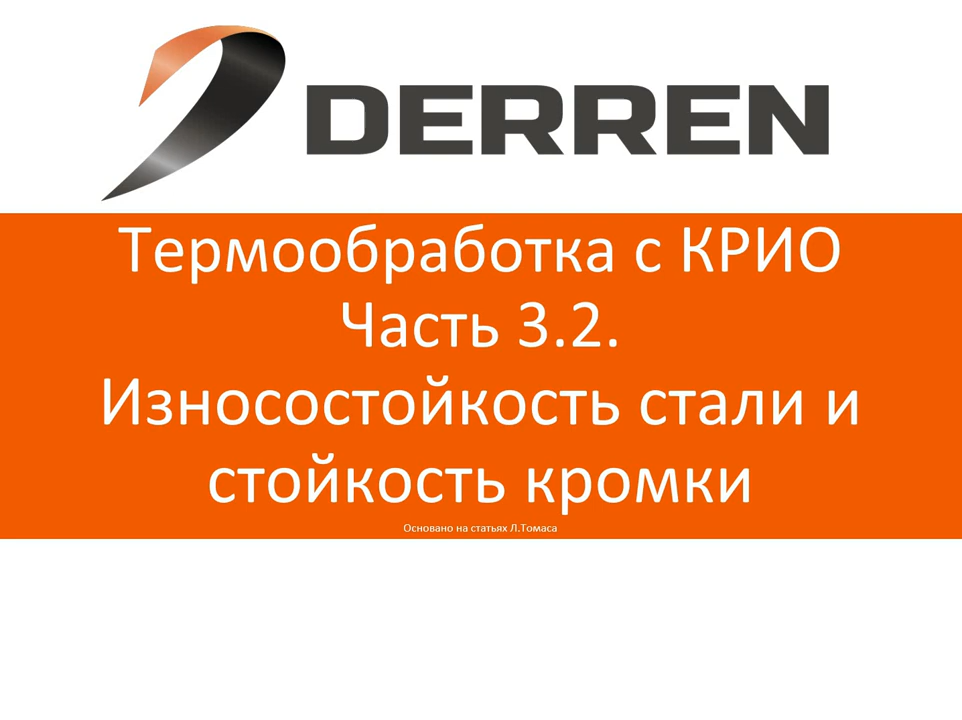 DERREN
Термообработка с КРИО
Часть 3.2.
Износостойкость стали и
стойкость кромки
Основано на статьях Л.Томаса